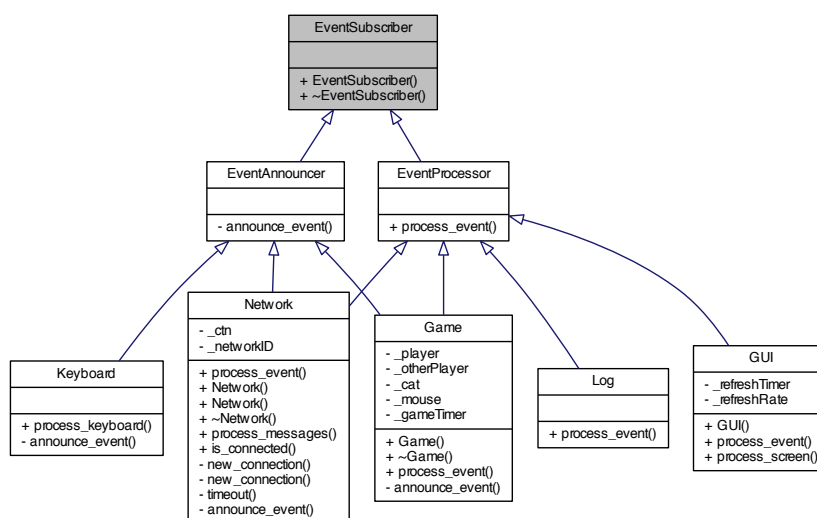 EventSubscriber
+ EventSubscriber()
+ ~EventSubscriber()
EventAnnouncer
- announce_event()
EventProcessor
+ process_event()
Keyboard
+ process_keyboard()
- announce_event()
Network
- _ctn
- _networkID
+ process_event()
+ Network()
+ Network()
+ ~Network()
+ process_messages()
+ is_connected()
- new_connection()
- new_connection()
- timeout()
- announce_event()
Game
- _player
- _otherPlayer
- _cat
- _mouse
- _gameTimer
+ Game()
+ ~Game()
+ process_event()
- announce_event()
Log
+ process_event()
GUI
- _refreshTimer
- _refreshRate
+ GUI()
+ process_event()
+ process_screen()